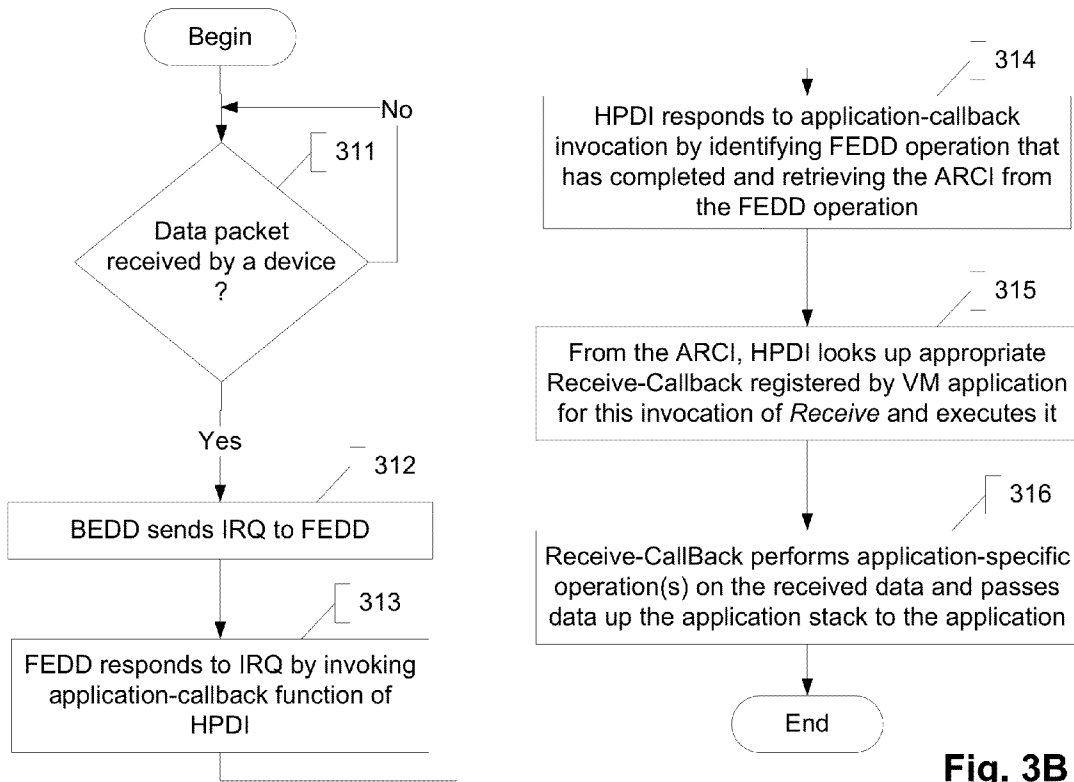 Begin
No
311
Data packet
received by a device
?
Yes
312
BEDD sends IRQ to FEDD
313
FEDD responds to IRQ by invoking
application-callback function of
HPDI
314
HPDI responds to application-callback
invocation by identifying FEDD operation that
has completed and retrieving the ARCI from
the FEDD operation
315
From the ARCI, HPDI looks up appropriate
Receive-Callback registered by VM application
for this invocation of Receive and executes it
316
Receive-CallBack performs application-specific
operation(s) on the received data and passes
data up the application stack to the application
End
Fig. 3B